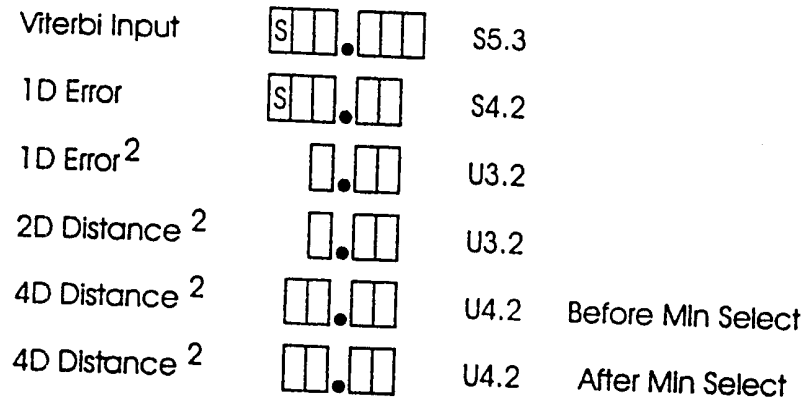 Viterbi Input S S5.3
1D Error S S4.2
1D Error 2 U3.2
2D Distance 2 U3.2
4D Distance 2 U4.2 Before Min Select
4D Distance 2 U4.2 After Min Select